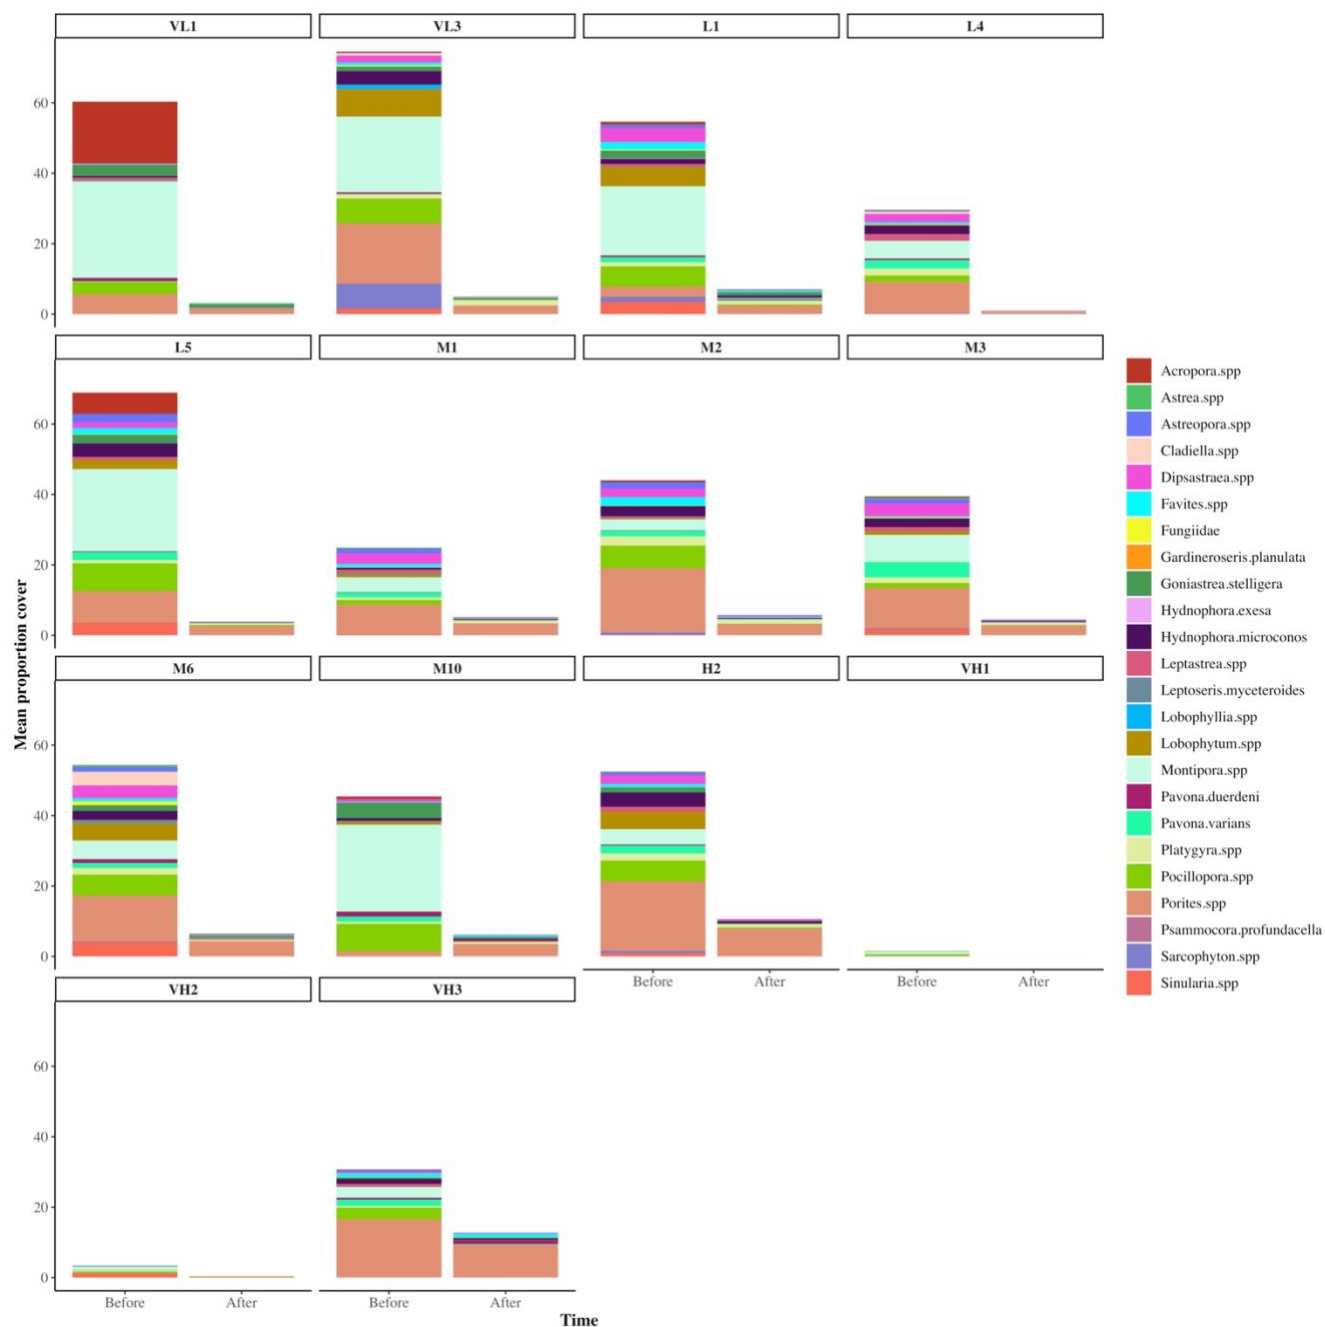 VL1 VL3 L1 L4
60
40
20
0
L5 M1 M2 M3
60
40
20
0
M6 M10 H2 VH1
60
40
20
0
Before After Before After
VH2 VH3
60
40
20
0
Before After Before After
Mean proportion cover
Time
Acropora.spp
Astrea.spp
Astreopora.spp
Cladiella.spp
Dipsastraea.spp
Favites.spp
Fungiidae
Gardineroseris.planulata
Goniastrea.stelligera
Hydnophora.exesa
Hydnophora.microconos
Leptastrea.spp
Leptoseris.myceteroides
Lobophyllia.spp
Lobophytum.spp
Montipora.spp
Pavona.duerdeni
Pavona.varians
Platygyra.spp
Pocillopora.spp
Porites.spp
Psammocora.profundacella
Sarcophyton.spp
Sinularia.spp